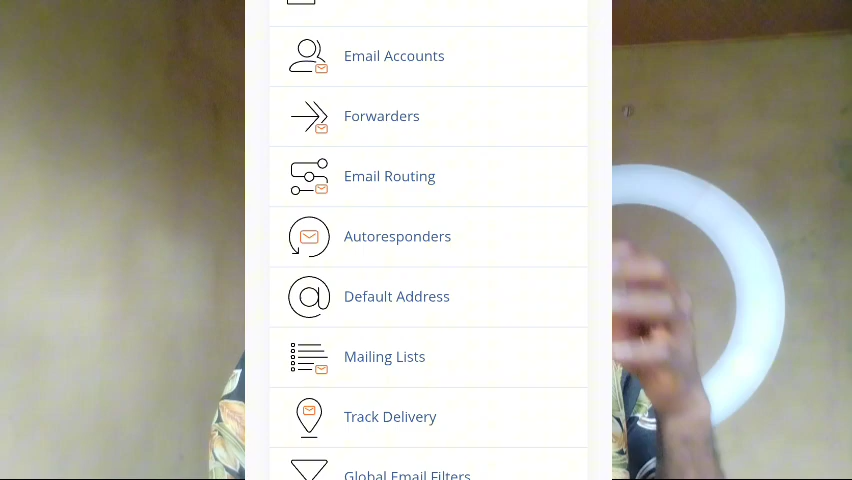 Email Accounts
Forwarders
Email Routing
Autoresponders
Default Address
Mailing Lists
Track Delivery
Global Email Filters